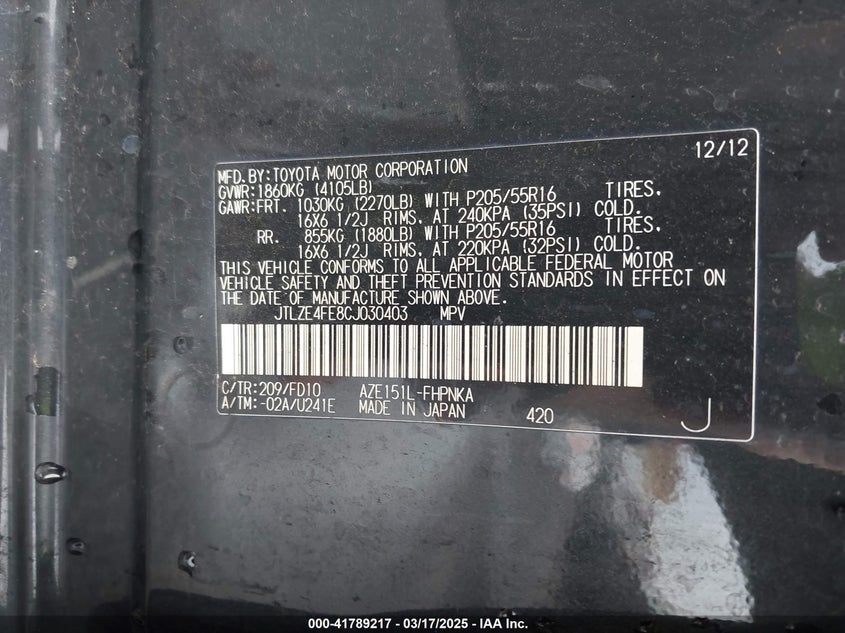 12/12
MFD.BY:TOYOTA MOTOR CORPORATION
GVWR:1860KG (4105LB)
GAWR:FRT. 1030KG (2270LB) WITH P205/55R16 TIRES,
16X6 1/2J RIMS, AT 240KPA (35PSI) COLD.
RR. 855KG (1880LB) WITH P205/55R16 TIRES,
16X6 1/2J RIMS, AT 220KPA (32PSI) COLD.
THIS VEHICLE CONFORMS TO ALL APPLICABLE FEDERAL MOTOR
VEHICLE SAFETY AND THEFT PREVENTION STANDARDS IN EFFECT ON
THE DATE OF MANUFACTURE SHOWN ABOVE.
JTLZE4FE8CJ030403 MPV
C/TR:209/FD10 AZE151L-FHPNKA
A/TM:-02A/U241E MADE IN JAPAN 420 J
000-41789217 - 03/17/2025 - IAA Inc.